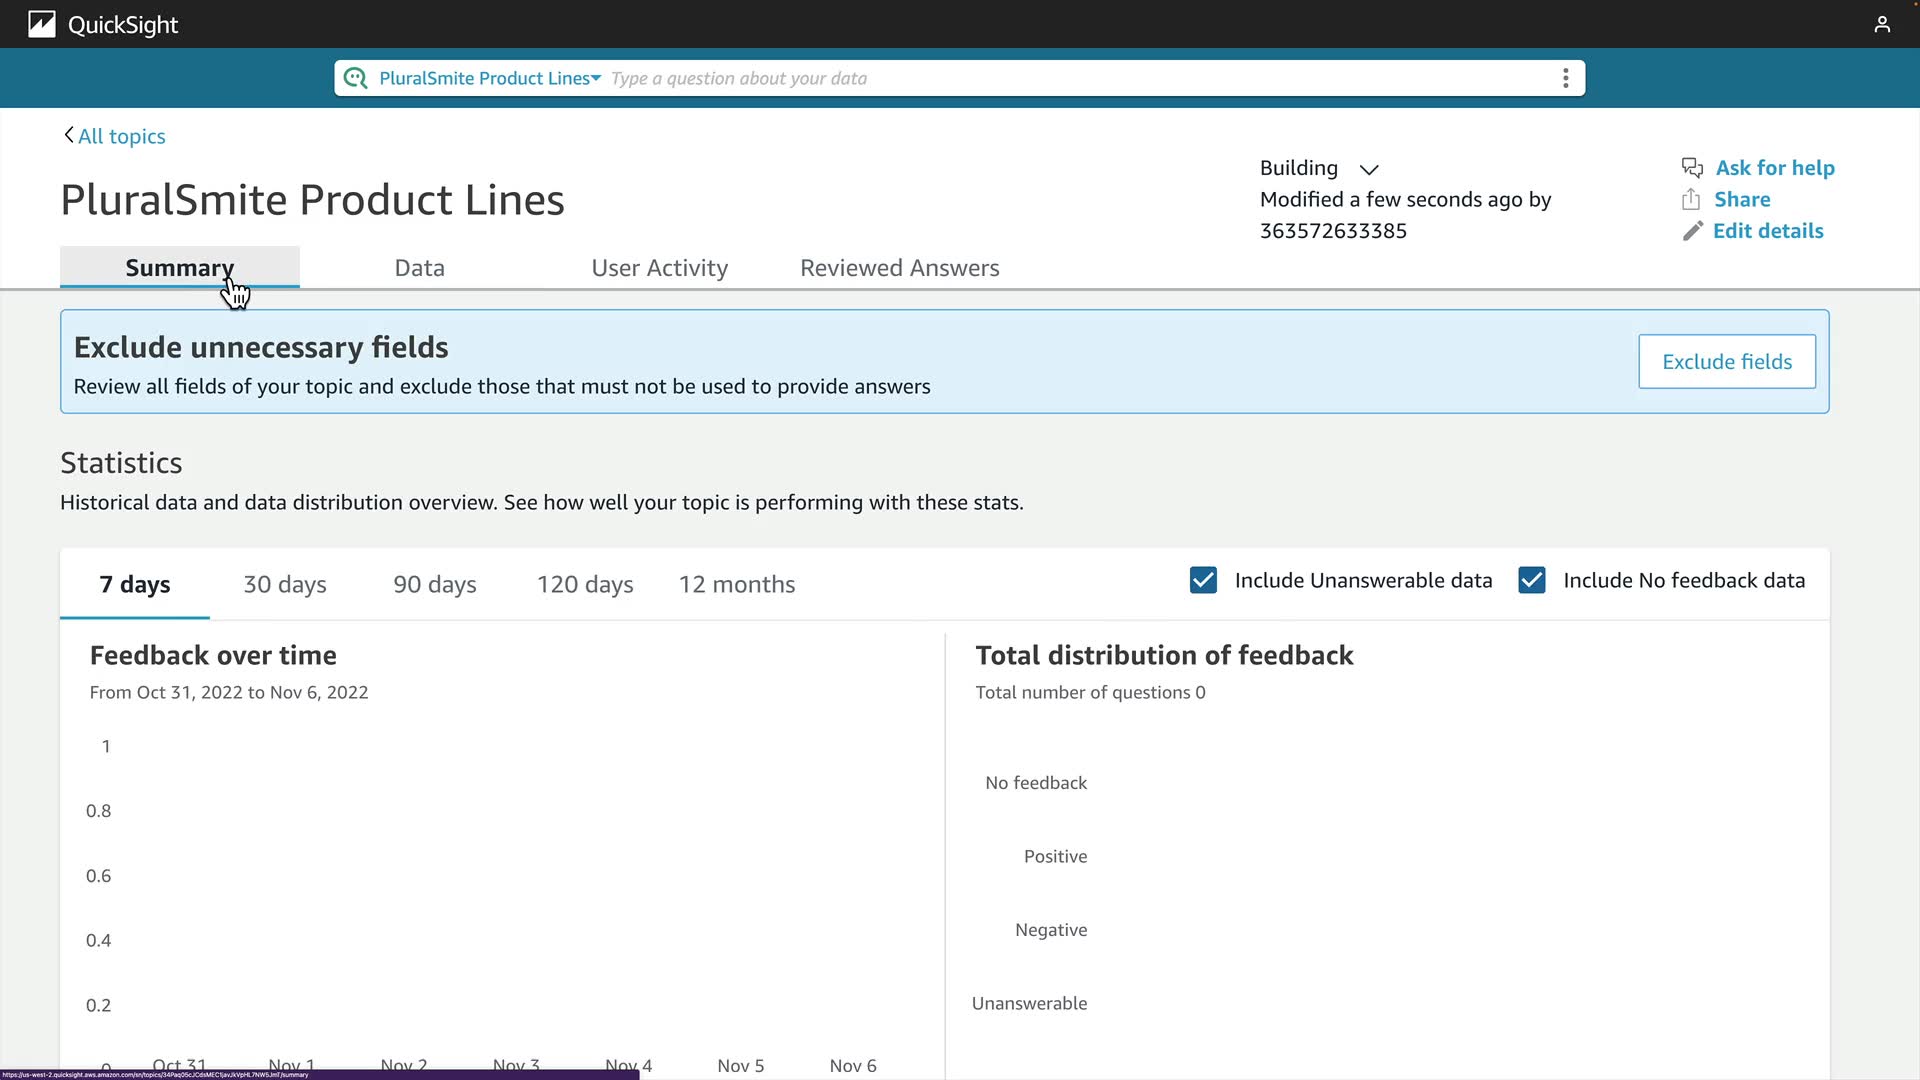 QuickSight
PluralSmite Product Lines
Type a question about your data
All topics
PluralSmite Product Lines
Building
Modified a few seconds ago by
363572633385
Ask for help
Share
Edit details
Summary
Data
User Activity
Reviewed Answers
Exclude unnecessary fields
Review all fields of your topic and exclude those that must not be used to provide answers
Exclude fields
Statistics
Historical data and data distribution overview. See how well your topic is performing with these stats.
7 days
30 days
90 days
120 days
12 months
Include Unanswerable data
Include No feedback data
Feedback over time
From Oct 31, 2022 to Nov 6, 2022
1
0.8
0.6
0.4
0.2
0
Oct 31
Nov 1
Nov 2
Nov 3
Nov 4
Nov 5
Nov 6
Total distribution of feedback
Total number of questions 0
No feedback
Positive
Negative
Unanswerable